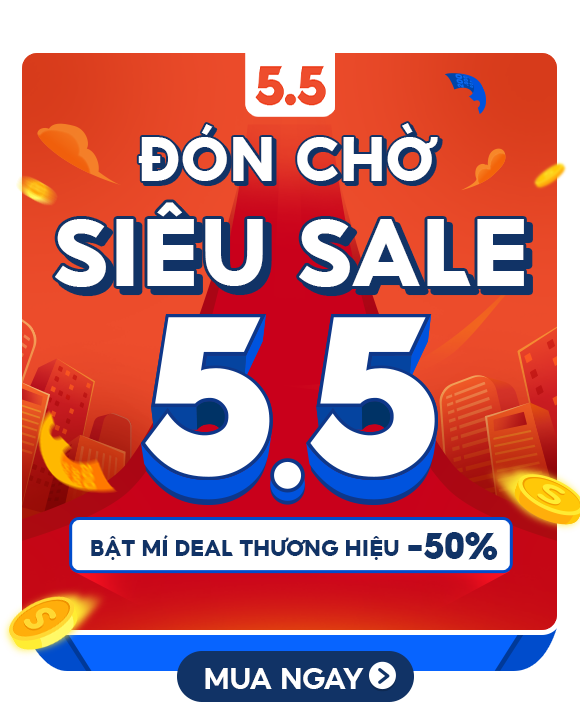 5.5
ĐÓN CHỜ
SIÊU SALE
5.5
BẬT MÍ DEAL THƯƠNG HIỆU -50%
MUA NGAY